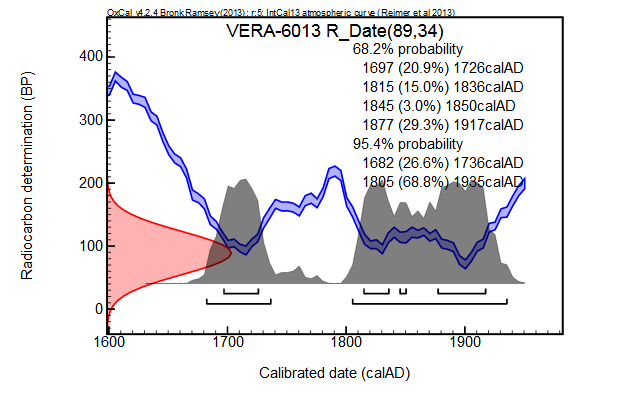 OxCal v4.2.4 Bronk Ramsey (2013); r:5; IntCal13 atmospheric curve (Reimer et al 2013)
VERA-6013 R_Date(89,34)
68.2% probability
1697 (20.9%) 1726calAD
1815 (15.0%) 1836calAD
1845 (3.0%) 1850calAD
1877 (29.3%) 1917calAD
95.4% probability
1682 (26.6%) 1736calAD
1805 (68.8%) 1935calAD
Radiocarbon determination (BP)
400
300
200
100
0
1600 1700 1800 1900
Calibrated date (calAD)